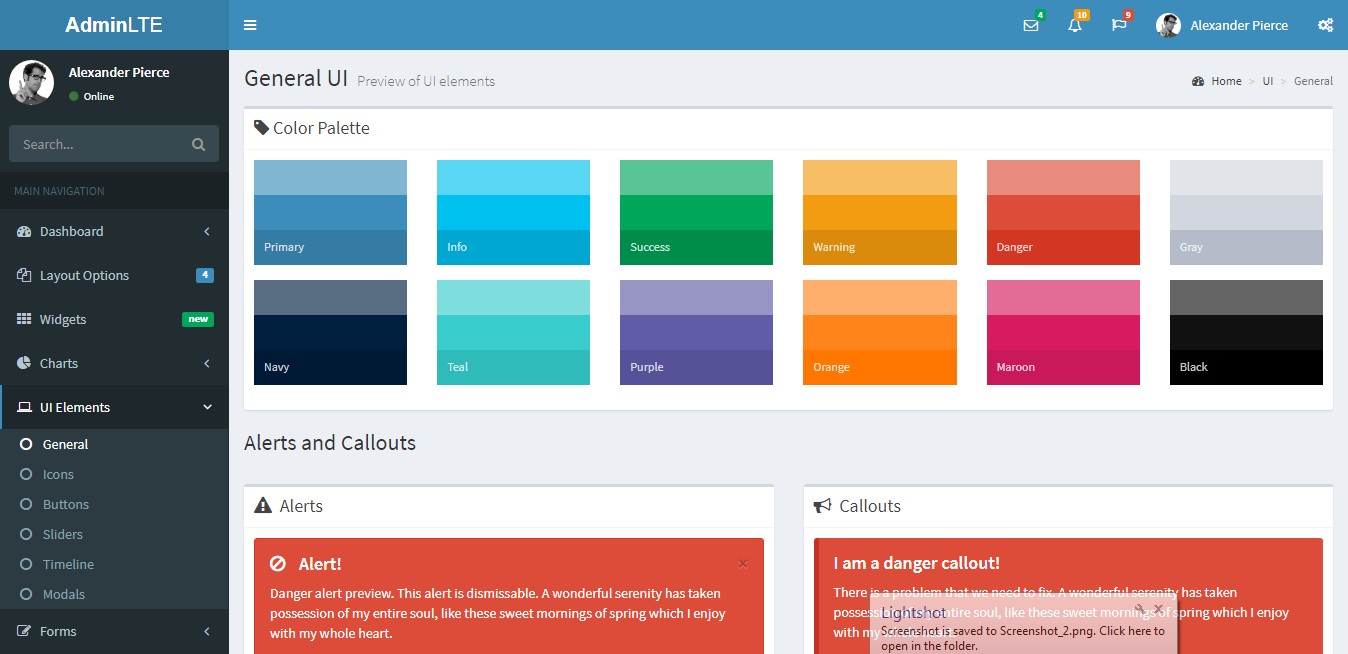 AdminLTE
4
10
9
Alexander Pierce
Alexander Pierce
Online
Search...
MAIN NAVIGATION
Dashboard
Layout Options 4
Widgets new
Charts
UI Elements
General
Icons
Buttons
Sliders
Timeline
Modals
Forms
General UI Preview of UI elements
Home > UI > General
Color Palette
Primary Info Success Warning Danger Gray
Navy Teal Purple Orange Maroon Black
Alerts and Callouts
Alerts
Alert! ×
Danger alert preview. This alert is dismissable. A wonderful serenity has taken
possession of my entire soul, like these sweet mornings of spring which I enjoy
with my whole heart.
Callouts
I am a danger callout!
There is a problem that we need to fix. A wonderful serenity has taken
possession of my entire soul, like these sweet mornings of spring which I enjoy
with my
Lightshot
Screenshot is saved to Screenshot_2.png. Click here to
open in the folder.